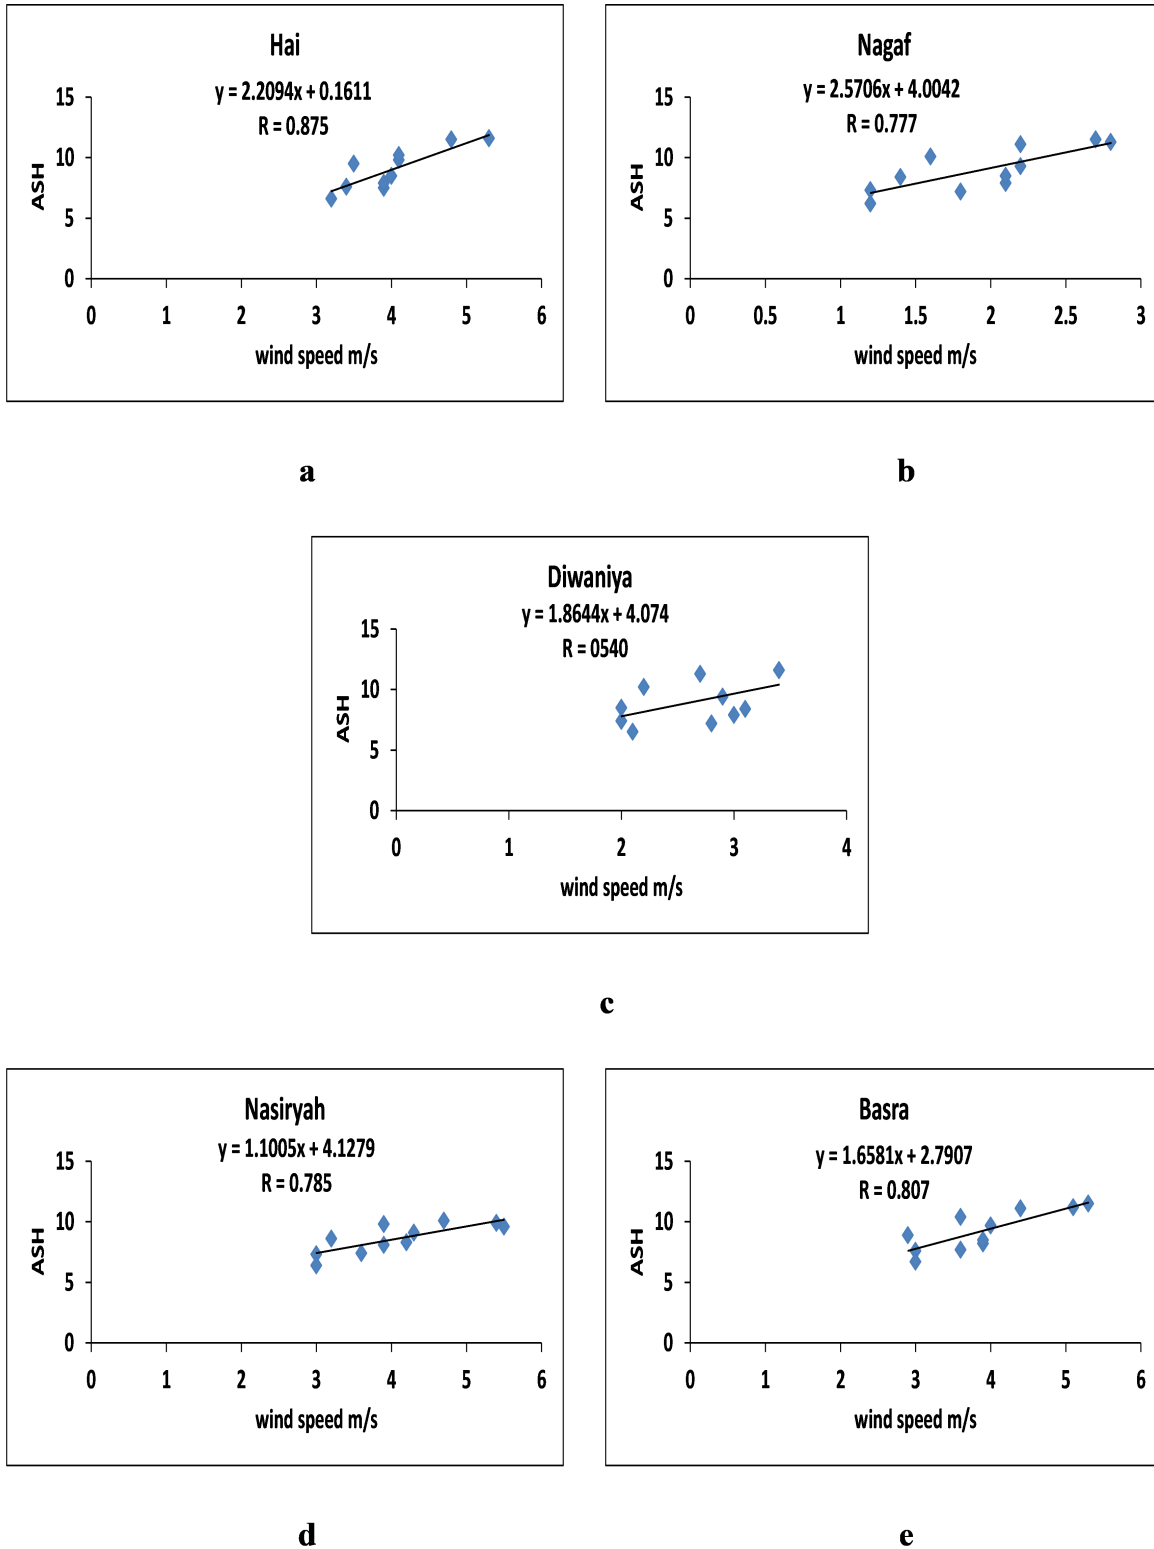 Hai
y = 2.2094x + 0.1611
R = 0.875
15
10
5
0
ASH
0 1 2 3 4 5 6
wind speed m/s
a
Nagaf
y = 2.5706x + 4.0042
R = 0.777
15
10
5
0
ASH
0 0.5 1 1.5 2 2.5 3
wind speed m/s
b
Diwaniya
y = 1.8644x + 4.074
R = 0540
15
10
5
0
ASH
0 1 2 3 4
wind speed m/s
c
Nasiryah
y = 1.1005x + 4.1279
R = 0.785
15
10
5
0
ASH
0 1 2 3 4 5 6
wind speed m/s
d
Basra
y = 1.6581x + 2.7907
R = 0.807
15
10
5
0
ASH
0 1 2 3 4 5 6
wind speed m/s
e